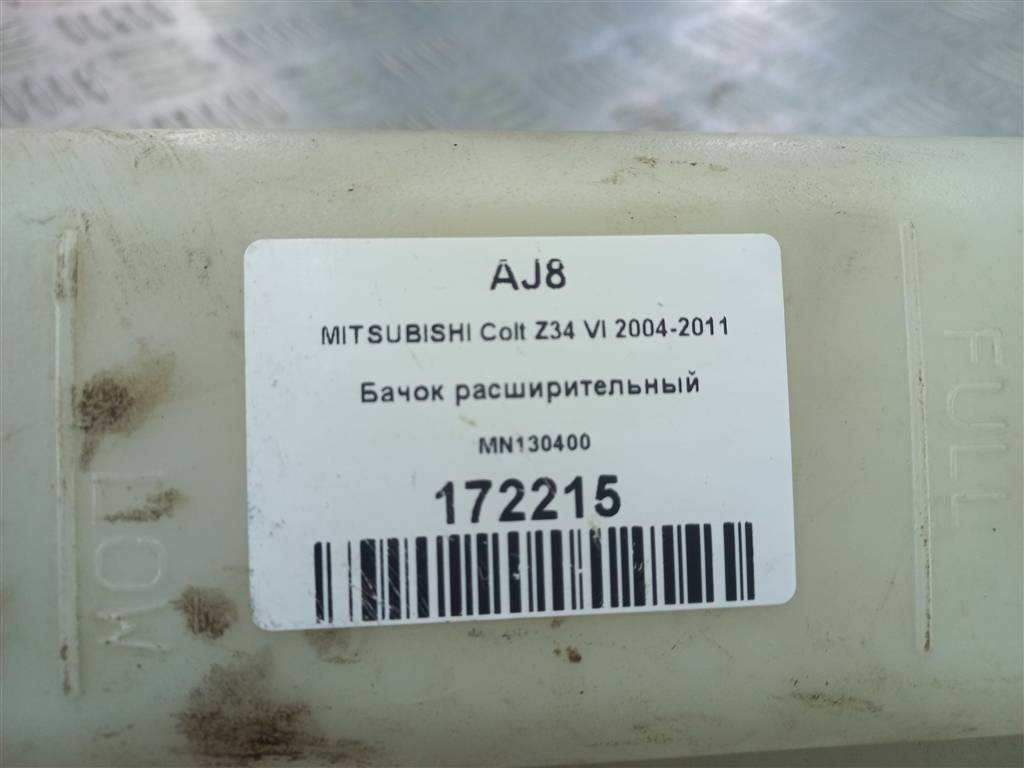 AJ8
MITSUBISHI Colt Z34 VI 2004-2011
Бачок расширительный
MN130400
172215
LOW
FULL